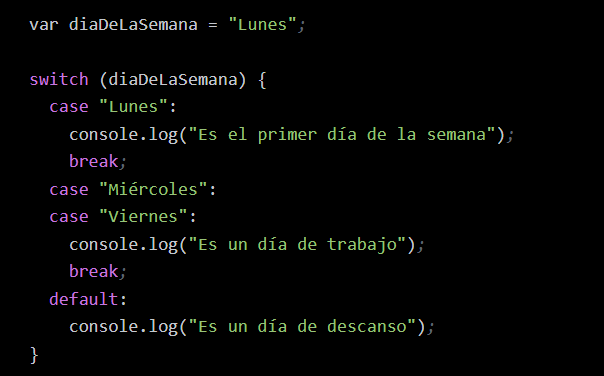 var diaDeLaSemana = "Lunes";
switch (diaDeLaSemana) {
case "Lunes":
console.log("Es el primer día de la semana");
break;
case "Miércoles":
case "Viernes":
console.log("Es un día de trabajo");
break;
default:
console.log("Es un día de descanso");
}